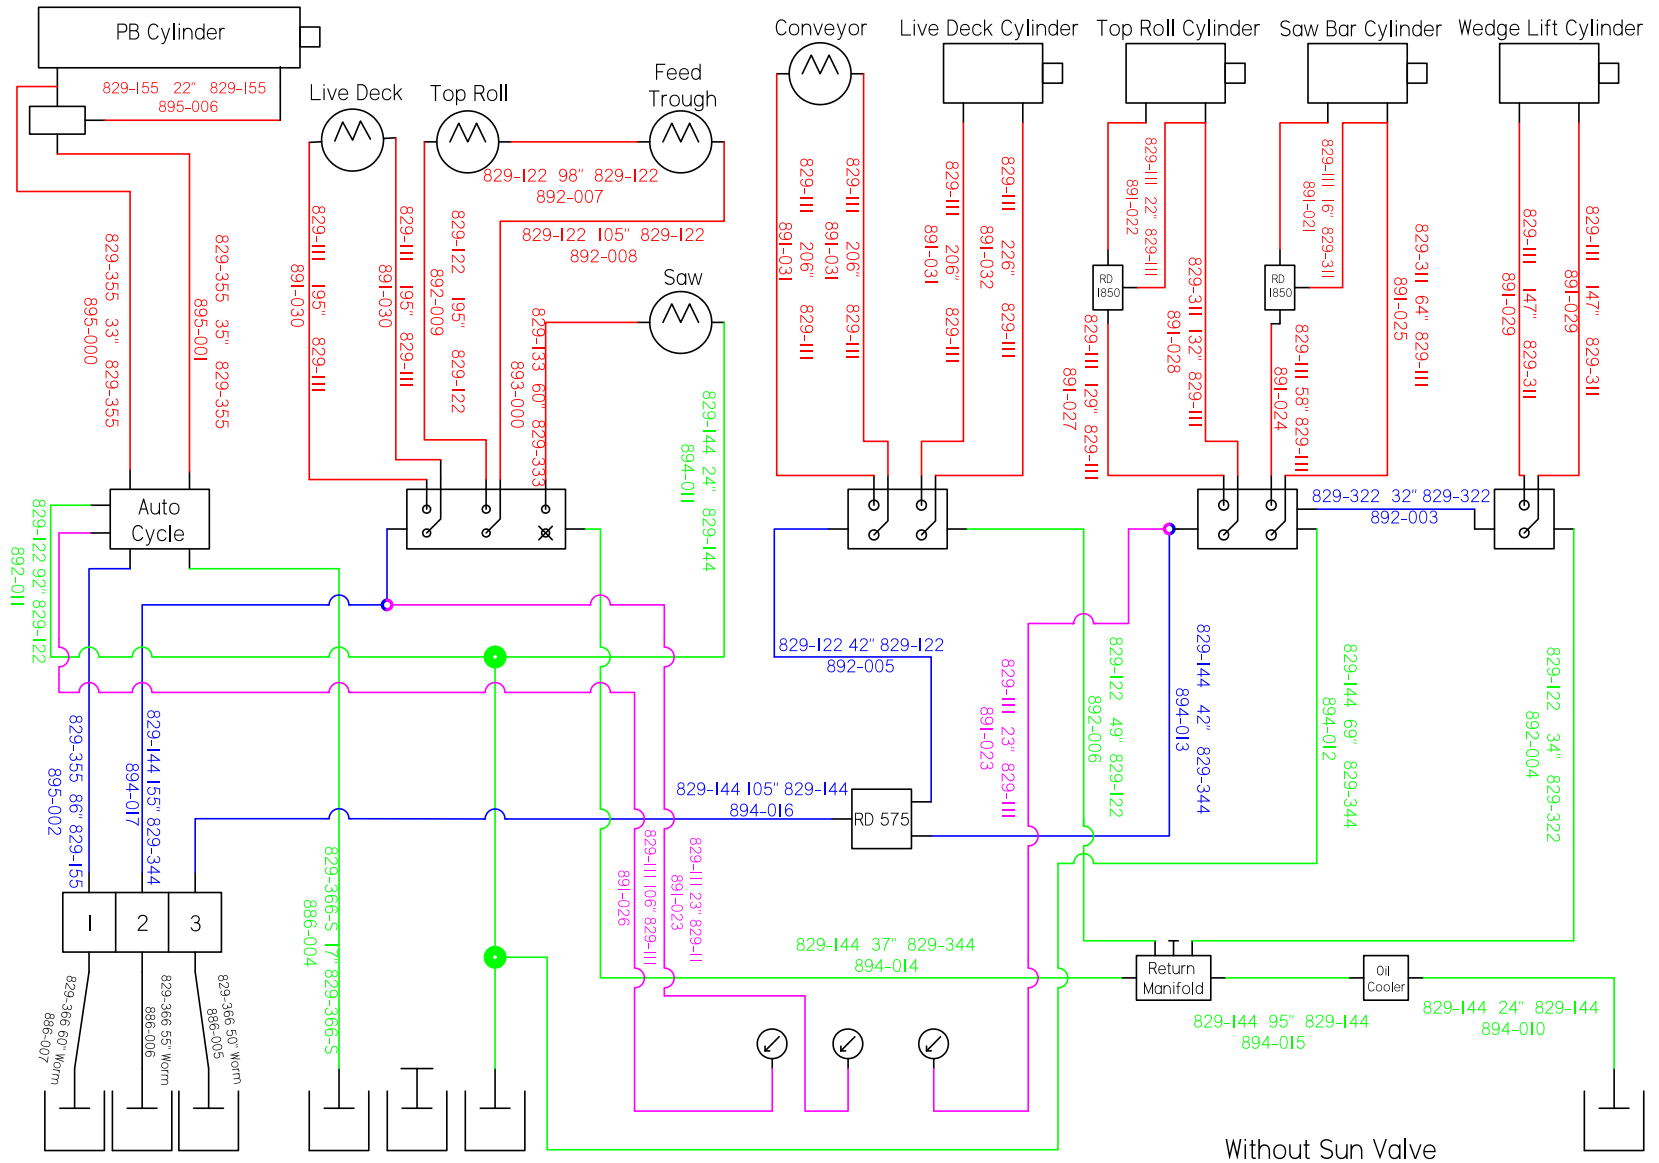 PB Cylinder
829-155 22" 829-155
895-006
Live Deck
Top Roll
Feed
Trough
Conveyor
Live Deck Cylinder
Top Roll Cylinder
Saw Bar Cylinder
Wedge Lift Cylinder
829-122 98" 829-122
892-007
829-122 105" 829-122
892-008
Saw
829-355 33" 829-355
895-000
829-355 35" 829-355
895-001
829-111 195" 829-111
891-030
829-111 195" 829-111
891-030
829-122 195" 829-122
892-009
829-133 60" 829-333
893-000
829-144 24" 829-144
894-011
829-111 206" 829-111
891-031
829-111 206" 829-111
891-031
829-111 206" 829-111
891-031
829-111 226" 829-111
891-032
829-111 22" 829-111
891-022
RD
1850
829-111 129" 829-111
891-027
829-311 132" 829-111
891-028
829-111 16" 829-311
891-021
RD
1850
829-111 58" 829-111
891-024
829-311 64" 829-111
891-025
829-111 147" 829-311
891-029
829-111 147" 829-311
891-029
Auto
Cycle
829-322 32" 829-322
892-003
829-122 92" 829-122
892-011
829-122 42" 829-122
892-005
829-111 23" 829-111
891-023
829-122 49" 829-122
892-006
829-144 42" 829-344
894-013
829-144 69" 829-344
894-012
829-122 34" 829-322
892-004
829-355 86" 829-155
895-002
829-144 155" 829-344
894-017
829-144 105" 829-144
894-016
RD 575
829-366-S 17" 829-366-S
886-004
829-111 106" 829-111
891-026
829-111 23" 829-11
891-023
1
2
3
829-144 37" 829-344
894-014
Return
Manifold
Oil
Cooler
829-144 95" 829-144
894-015
829-144 24" 829-144
894-010
829-366 60" Worm
886-007
829-366 55" Worm
886-006
829-366 50" Worm
886-005
Without Sun Valve